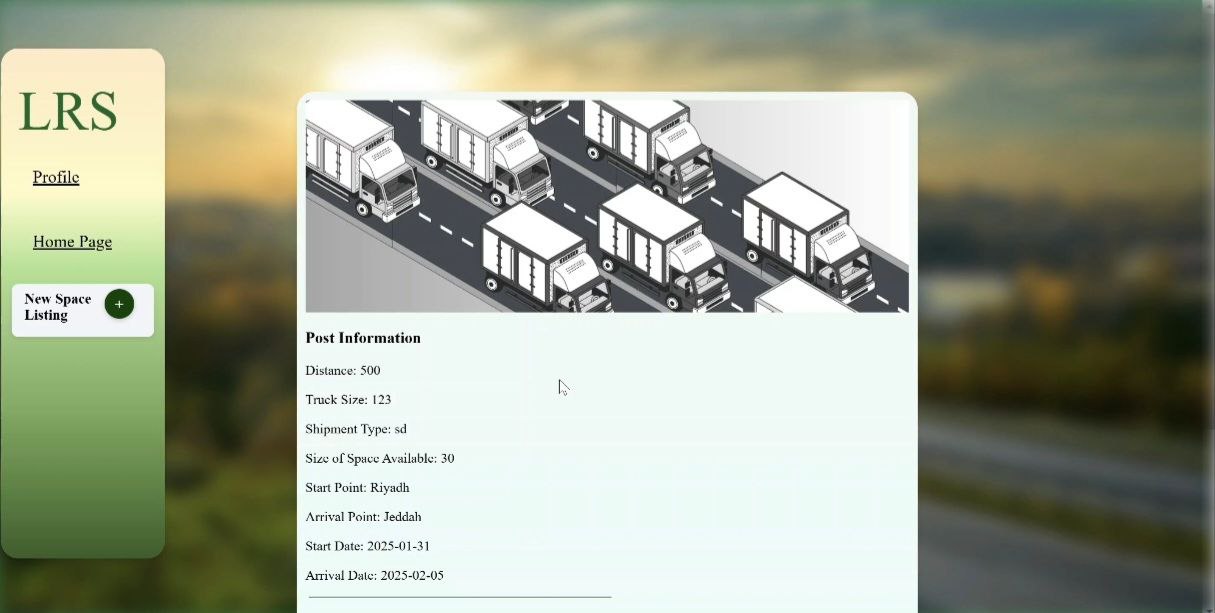 LRS
Profile
Home Page
New Space
Listing
+
Post Information
Distance: 500
Truck Size: 123
Shipment Type: sd
Size of Space Available: 30
Start Point: Riyadh
Arrival Point: Jeddah
Start Date: 2025-01-31
Arrival Date: 2025-02-05